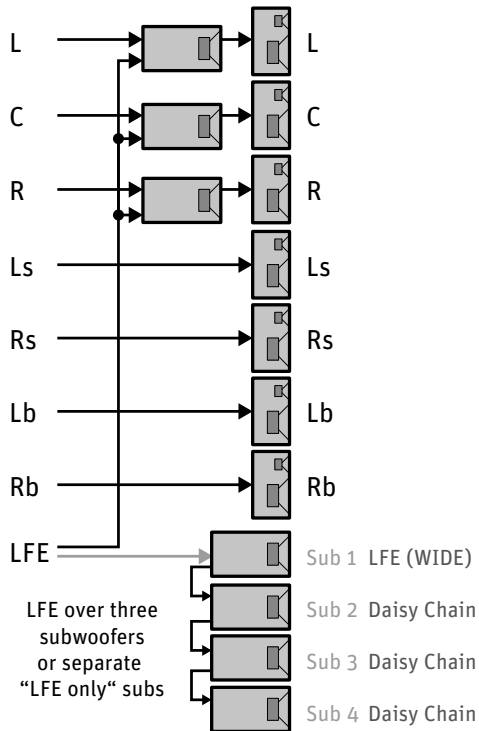 L L
C C
R R
Ls Ls
Rs Rs
Lb Lb
Rb Rb
LFE
Sub 1 LFE (WIDE)
LFE over three
subwoofers
or separate
“LFE only“ subs
Sub 2 Daisy Chain
Sub 3 Daisy Chain
Sub 4 Daisy Chain